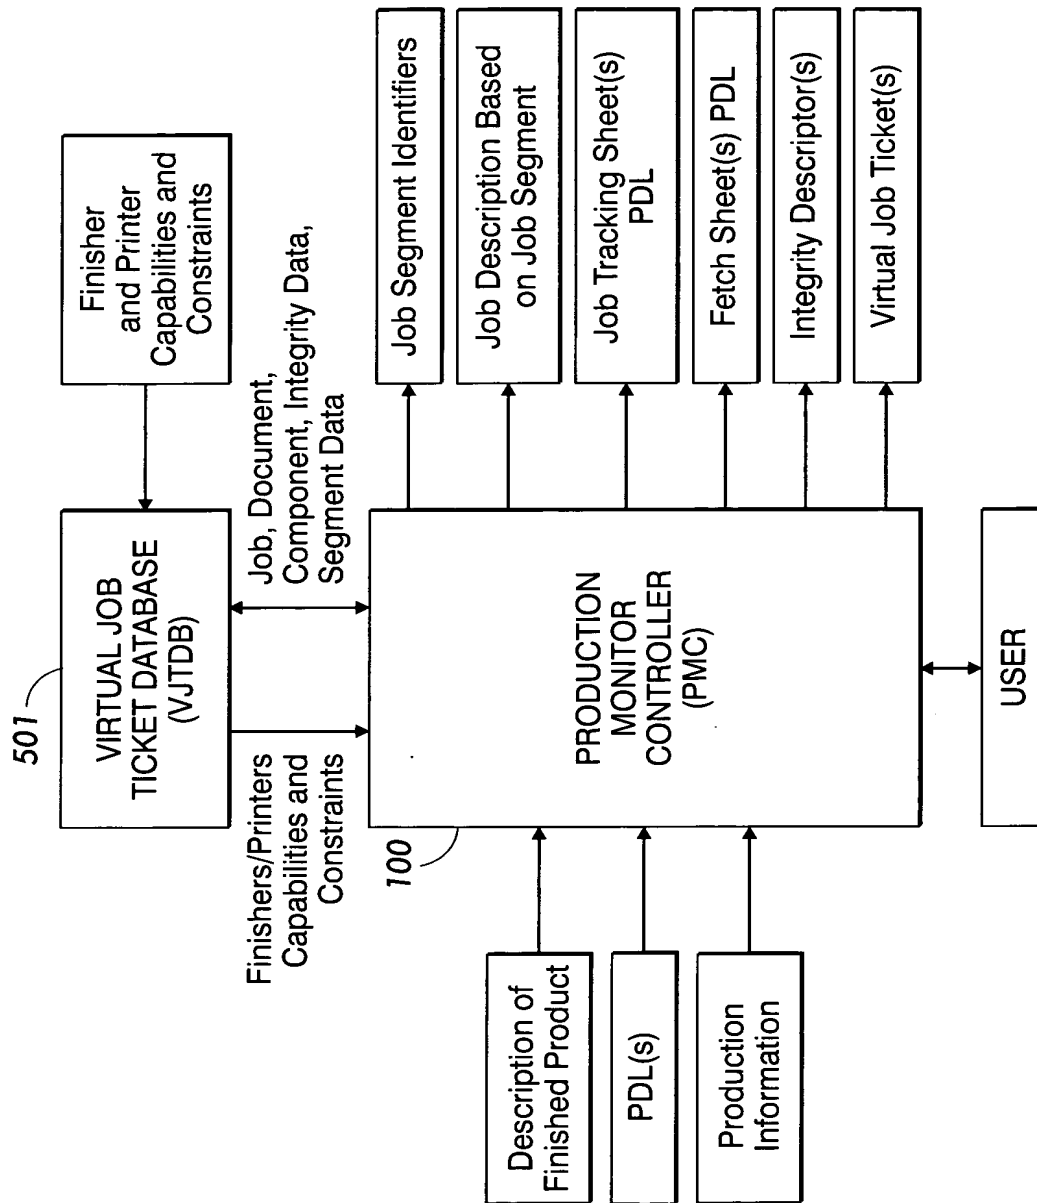 501
VIRTUAL JOB
TICKET DATABASE
(VJTDB)
Finisher
and Printer
Capabilities and
Constraints
Finishers/Printers
Capabilities and
Constraints
Job, Document,
Component, Integrity Data,
Segment Data
100
Description of
Finished Product
PDL(s)
Production
Information
PRODUCTION
MONITOR
CONTROLLER
(PMC)
Job Segment Identifiers
Job Description Based
on Job Segment
Job Tracking Sheet(s)
PDL
Fetch Sheet(s) PDL
Integrity Descriptor(s)
Virtual Job Ticket(s)
USER